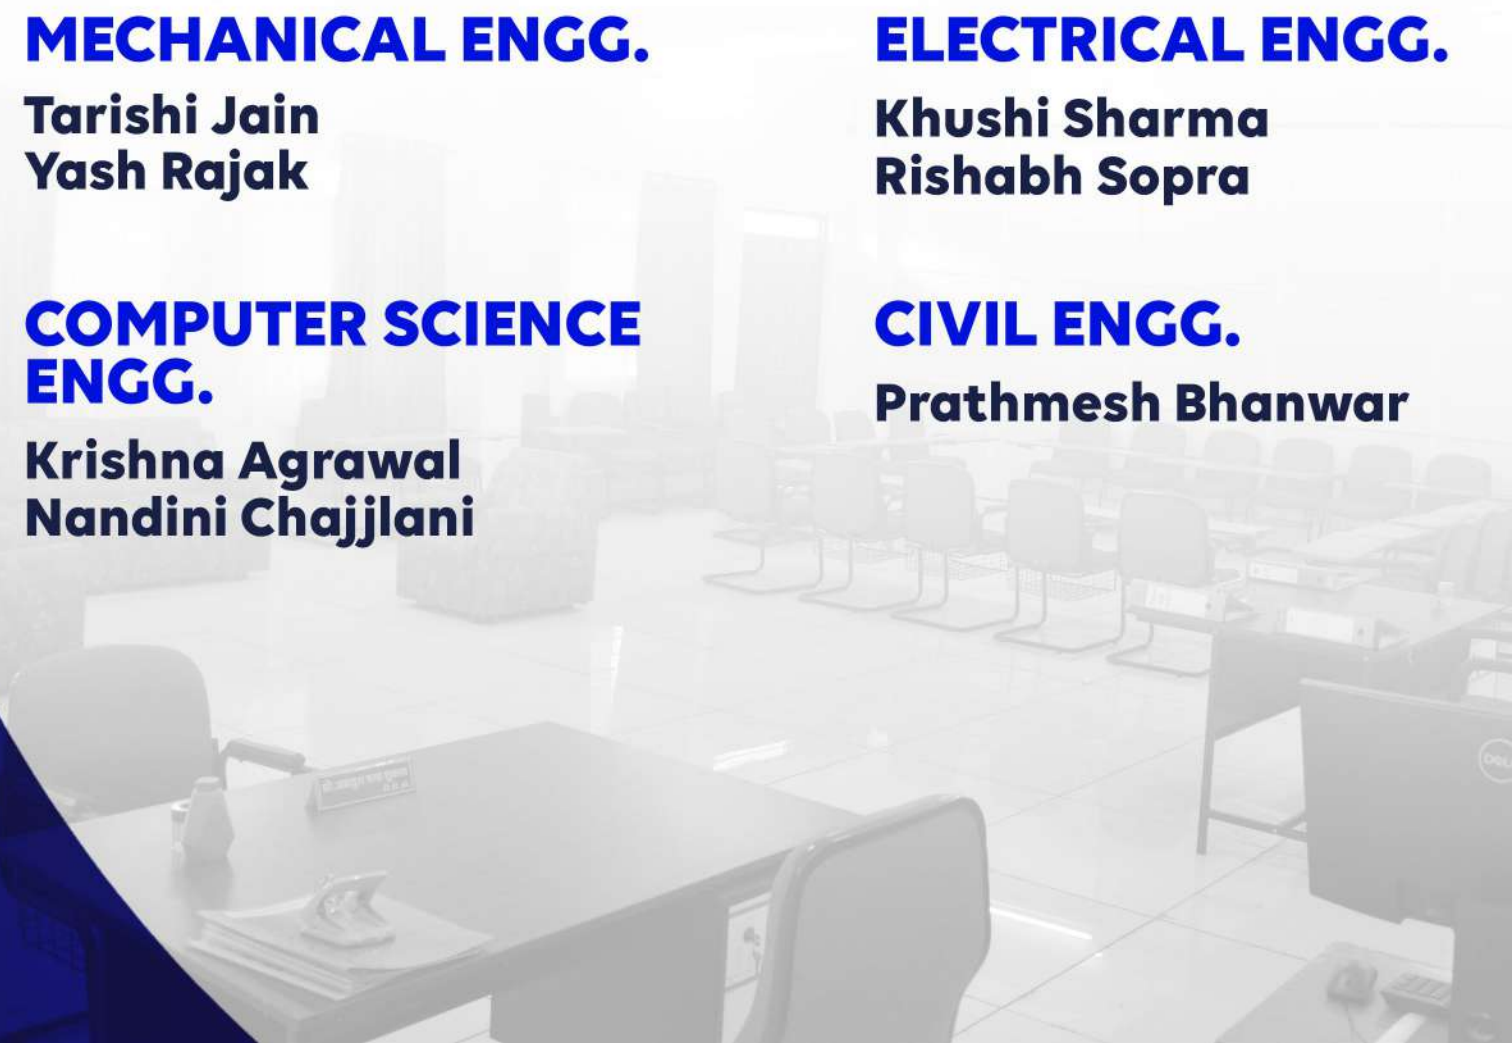 MECHANICAL ENGG.
Tarishi Jain
Yash Rajak
ELECTRICAL ENGG.
Khushi Sharma
Rishabh Sopra
COMPUTER SCIENCE
ENGG.
Krishna Agrawal
Nandini Chajjlani
CIVIL ENGG.
Prathmesh Bhanwar